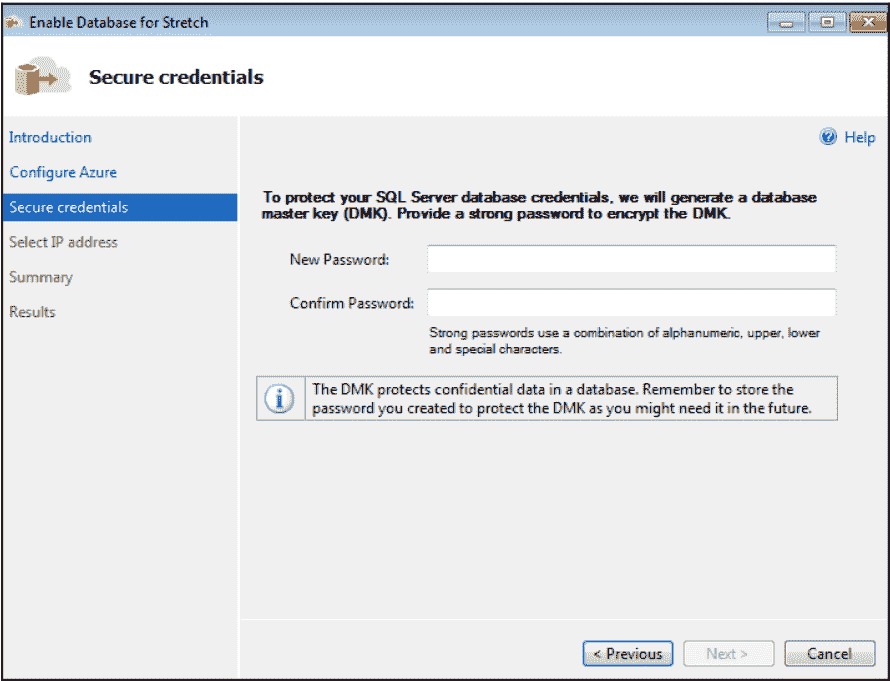 Enable Database for Stretch
Secure credentials
Introduction
Configure Azure
Secure credentials
Select IP address
Summary
Results
Help
To protect your SQL Server database credentials, we will generate a database
master key (DMK). Provide a strong password to encrypt the DMK.
New Password:
Confirm Password:
Strong passwords use a combination of alphanumeric, upper, lower
and special characters.
The DMK protects confidential data in a database. Remember to store the
password you created to protect the DMK as you might need it in the future.
< Previous
Next >
Cancel